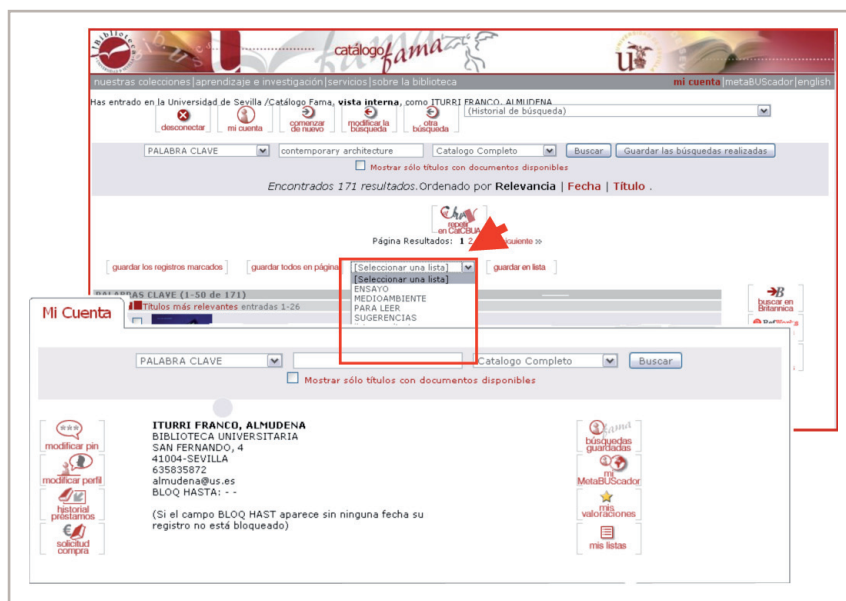 catálogo fama
nuestras colecciones|aprendizaje e investigación|servicios|sobre la biblioteca mi cuenta|metaBUScador|english
Has entrado en la Universidad de Sevilla /Catálogo Fama, vista interna, como ITURRI FRANCO, ALMUDENA
(Historial de búsqueda)
desconectar mi cuenta comenzar de nuevo modificar la búsqueda otra búsqueda
PALABRA CLAVE contemporary architecture Catalogo Completo Buscar Guardar las búsquedas realizadas
Mostrar sólo títulos con documentos disponibles
Encontrados 171 resultados.Ordenado por Relevancia | Fecha | Título .
repetir
en CatCBUA
Página Resultados: 1 2
guardar los registros marcados guardar todos en página [Seleccionar una lista] guardar en lista
[Seleccionar una lista]
ENSAYO
MEDIOAMBIENTE
PARA LEER
SUGERENCIAS
PALABRAS CLAVE (1-50 de 171)
Títulos más relevantes entradas 1-26
buscar en
Britannica
Mi Cuenta
PALABRA CLAVE Catalogo Completo Buscar
Mostrar sólo títulos con documentos disponibles
modificar pin
modificar perfil
historial
préstamos
solicitud
compra
ITURRI FRANCO, ALMUDENA
BIBLIOTECA UNIVERSITARIA
SAN FERNANDO, 4
41004-SEVILLA
635835872
almudena@us.es
BLOQ HASTA: - -
(Si el campo BLOQ HAST aparece sin ninguna fecha su
registro no está bloqueado)
fama
búsquedas
guardadas
mi
MetaBUScador
mis
valoraciones
mis listas